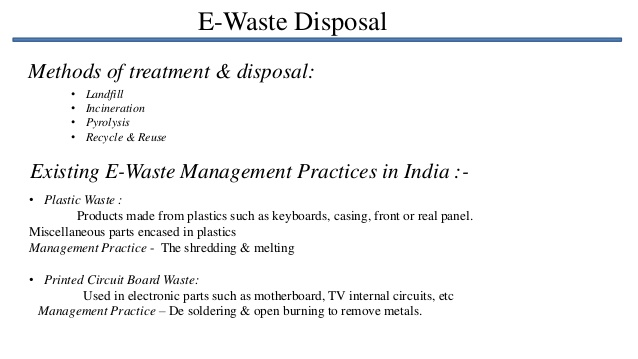 E-Waste Disposal
Methods of treatment & disposal:
• Landfill
• Incineration
• Pyrolysis
• Recycle & Reuse
Existing E-Waste Management Practices in India :-
• Plastic Waste :
Products made from plastics such as keyboards, casing, front or real panel.
Miscellaneous parts encased in plastics
Management Practice - The shredding & melting
• Printed Circuit Board Waste:
Used in electronic parts such as motherboard, TV internal circuits, etc
Management Practice – De soldering & open burning to remove metals.